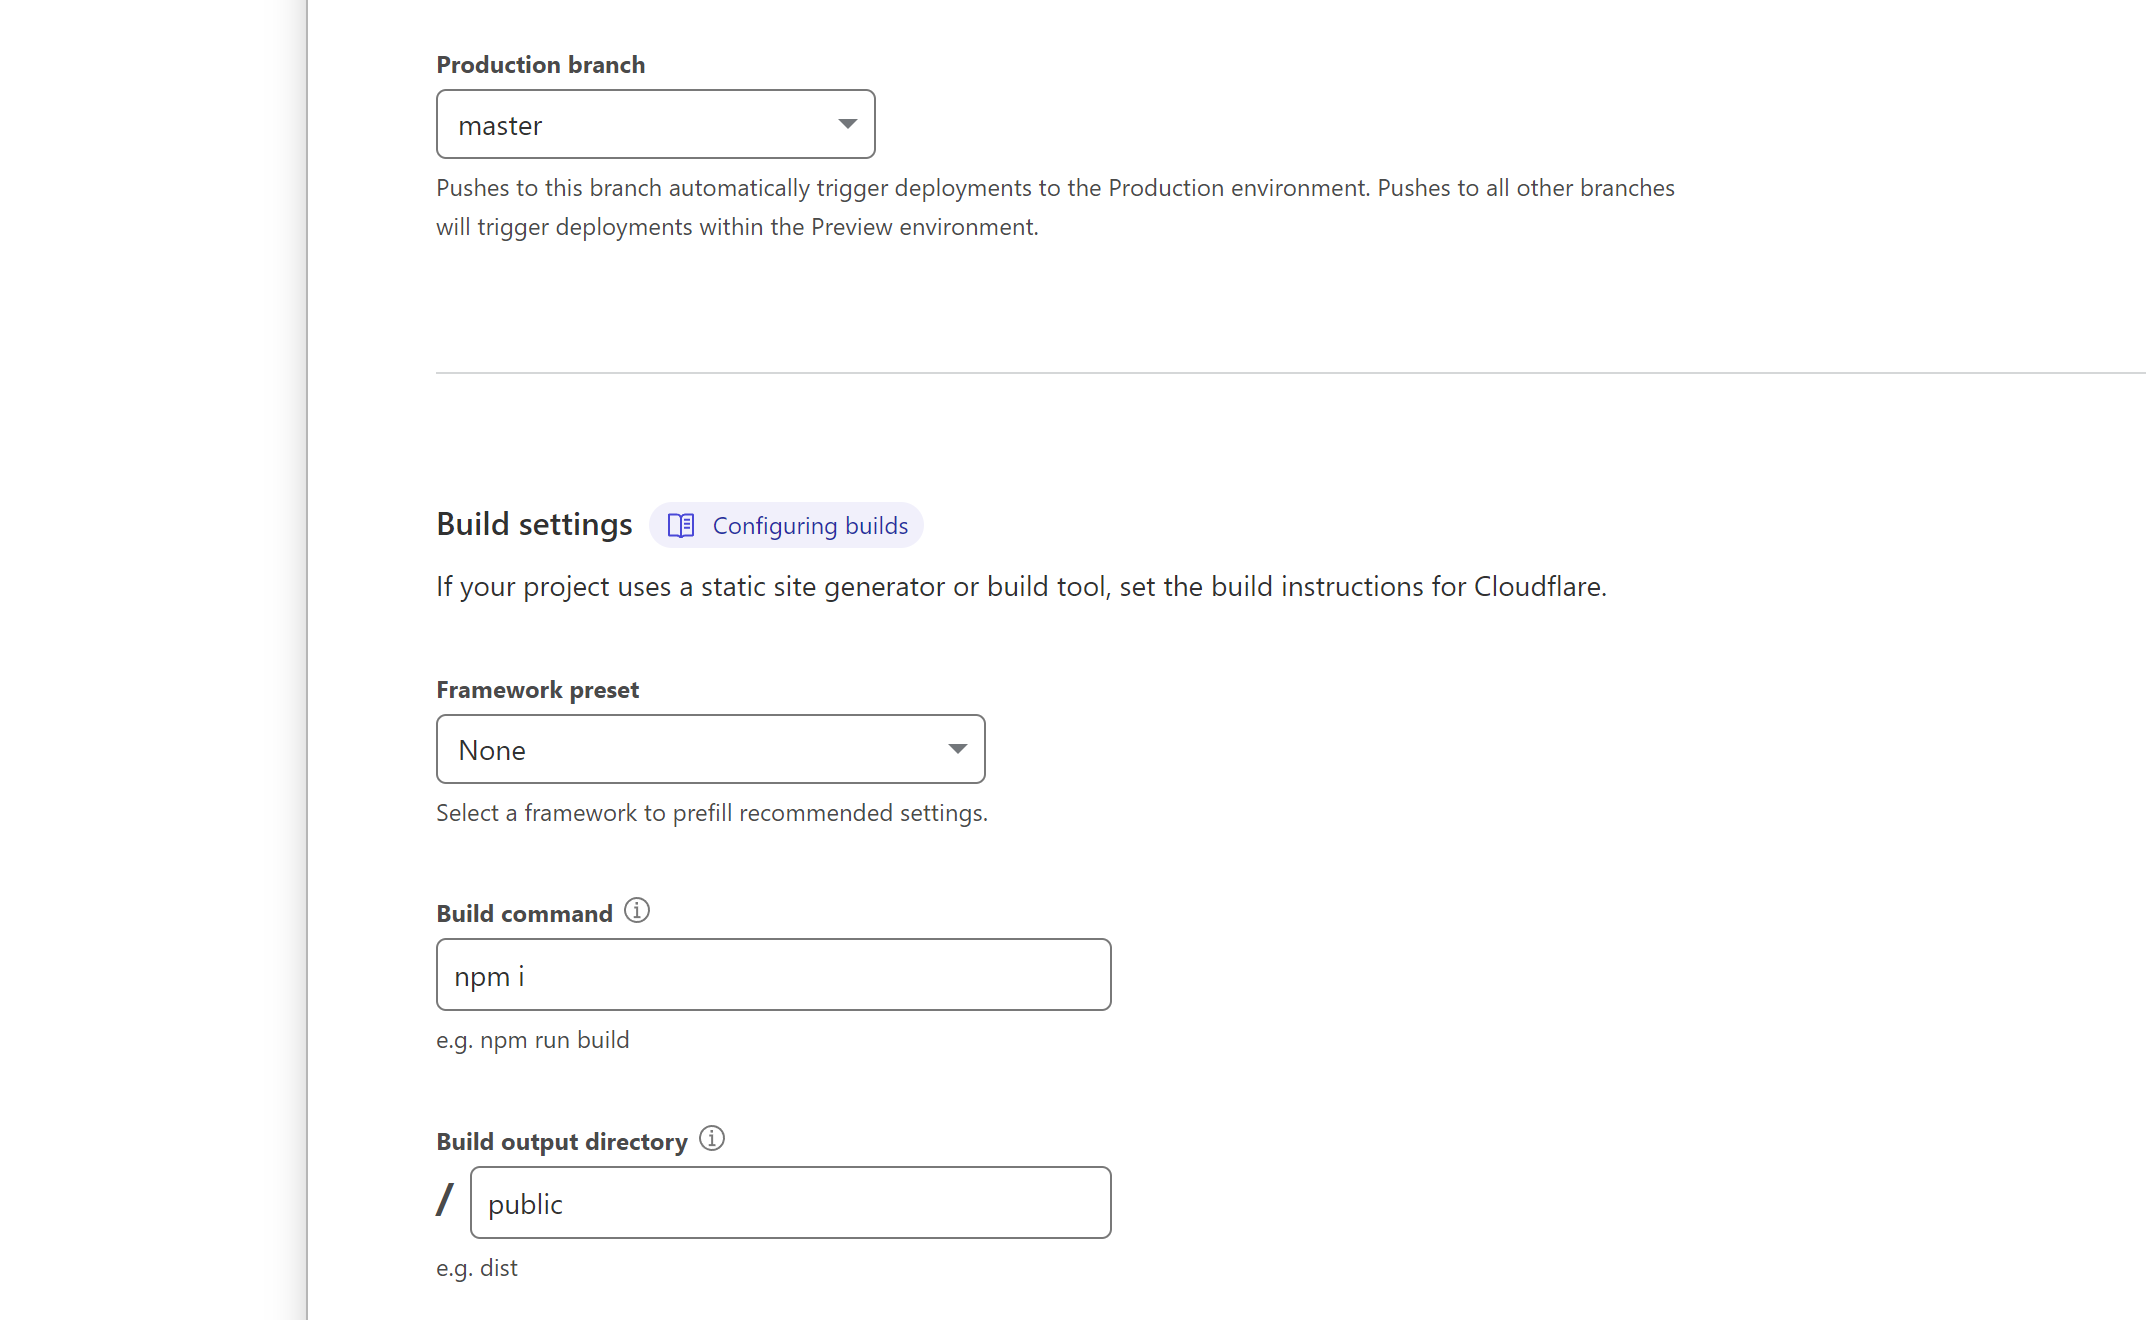 Production branch
master
Pushes to this branch automatically trigger deployments to the Production environment. Pushes to all other branches
will trigger deployments within the Preview environment.
Build settings
Configuring builds
If your project uses a static site generator or build tool, set the build instructions for Cloudflare.
Framework preset
None
Select a framework to prefill recommended settings.
Build command
npm i
e.g. npm run build
Build output directory
/ public
e.g. dist